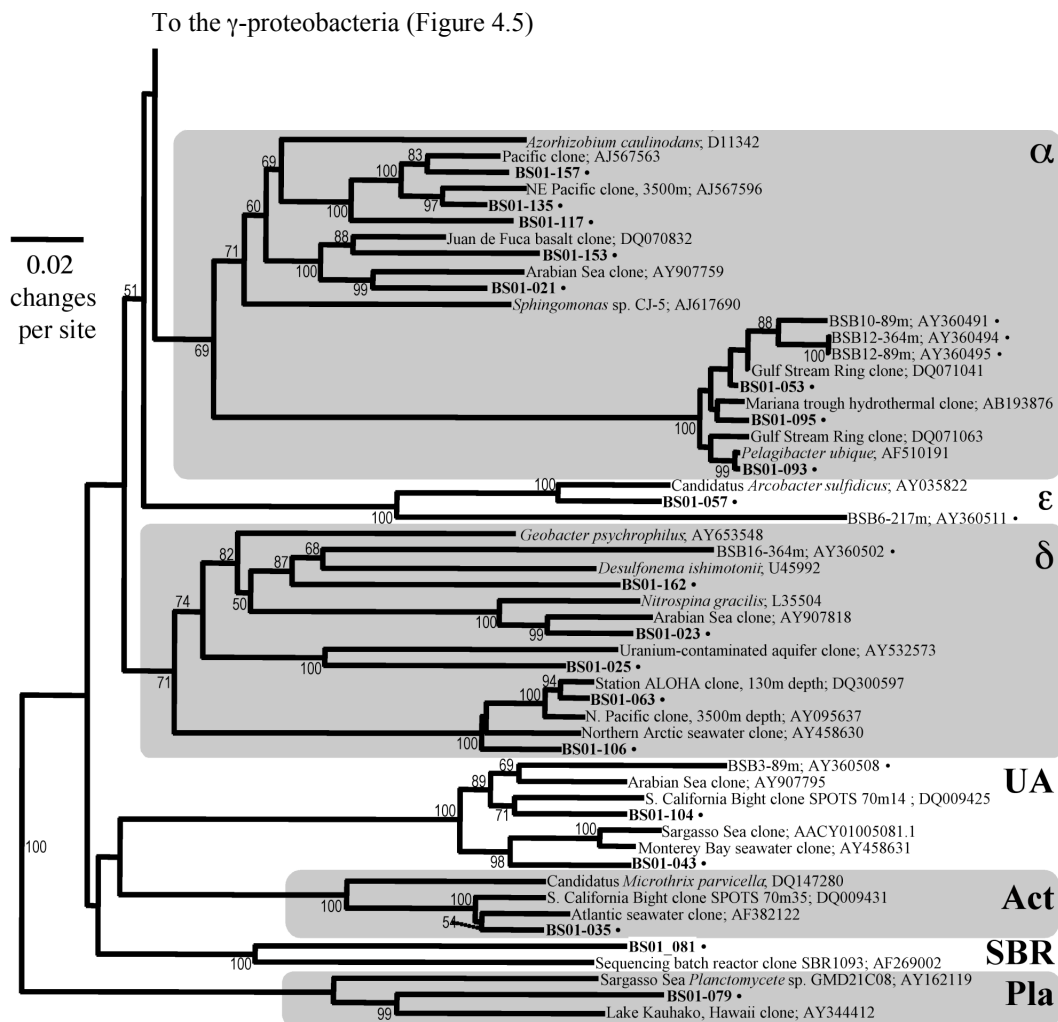 To the γ-proteobacteria (Figure 4.5)
0.02
changes
per site
α
Azorhizobium caulinodans; D11342
Pacific clone; AJ567563
BS01-157 •
NE Pacific clone, 3500m; AJ567596
BS01-135 •
BS01-117 •
Juan de Fuca basalt clone; DQ070832
BS01-153 •
Arabian Sea clone; AY907759
BS01-021 •
Sphingomonas sp. CJ-5; AJ617690
BSB10-89m; AY360491 •
BSB12-364m; AY360494 •
BSB12-89m; AY360495 •
Gulf Stream Ring clone; DQ071041
BS01-053 •
Mariana trough hydrothermal clone; AB193876
BS01-095 •
Gulf Stream Ring clone; DQ071063
Pelagibacter ubique; AF510191
BS01-093 •
69
83
100
97
100
60
88
100
99
71
69
51
88
100
100
99
ε
Candidatus Arcobacter sulfidicus; AY035822
BS01-057 •
BSB6-217m; AY360511 •
100
100
δ
Geobacter psychrophilus; AY653548
BSB16-364m; AY360502 •
Desulfonema ishimotonii; U45992
BS01-162 •
Nitrospina gracilis; L35504
Arabian Sea clone; AY907818
BS01-023 •
Uranium-contaminated aquifer clone; AY532573
BS01-025 •
Station ALOHA clone, 130m depth; DQ300597
BS01-063 •
N. Pacific clone, 3500m depth; AY095637
Northern Arctic seawater clone; AY458630
BS01-106 •
82
68
87
50
74
100
99
100
71
94
100
100
UA
BSB3-89m; AY360508 •
Arabian Sea clone; AY907795
S. California Bight clone SPOTS 70m14 ; DQ009425
BS01-104 •
Sargasso Sea clone; AACY01005081.1
Monterey Bay seawater clone; AY458631
BS01-043 •
69
89
71
100
100
98
100
Act
Candidatus Microthrix parvicella; DQ147280
S. California Bight clone SPOTS 70m35; DQ009431
Atlantic seawater clone; AF382122
BS01-035 •
100
100
54
SBR
BS01_081 •
Sequencing batch reactor clone SBR1093; AF269002
100
Pla
Sargasso Sea Planctomycete sp. GMD21C08; AY162119
BS01-079 •
Lake Kauhako, Hawaii clone; AY344412
99